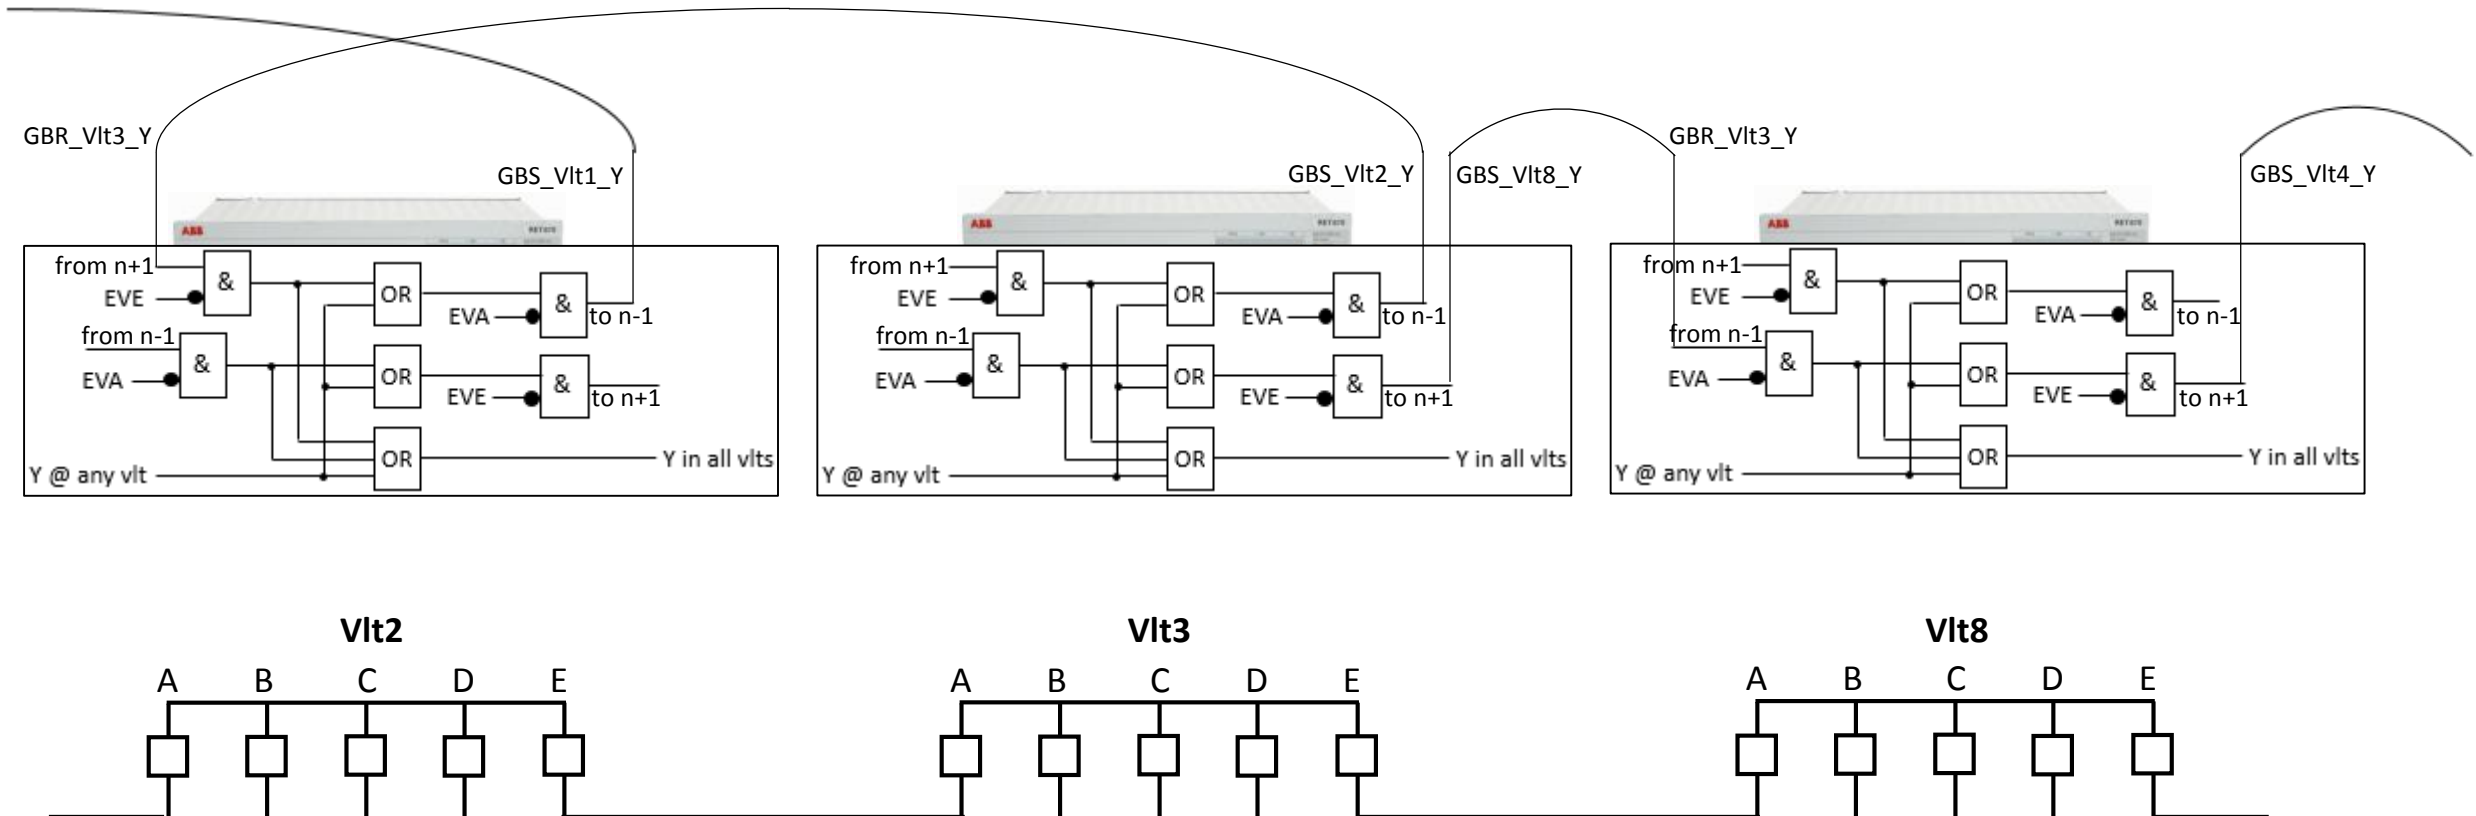 GBR_Vlt3_Y
GBR_Vlt3_Y
GBS_Vlt1_Y
GBS_Vlt2_Y
GBS_Vlt8_Y
GBS_Vlt4_Y
ABB
RET670
ABB
RET670
ABB
RET670
from n+1
EVE
&
from n-1
EVA
&
OR
EVA
&
to n-1
OR
EVE
&
to n+1
Y @ any vlt
OR
Y in all vlts
from n+1
EVE
&
from n-1
EVA
&
OR
EVA
&
to n-1
OR
EVE
&
to n+1
Y @ any vlt
OR
Y in all vlts
from n+1
EVE
&
from n-1
EVA
&
OR
EVA
&
to n-1
OR
EVE
&
to n+1
Y @ any vlt
OR
Y in all vlts
Vlt2
A B C D E
Vlt3
A B C D E
Vlt8
A B C D E